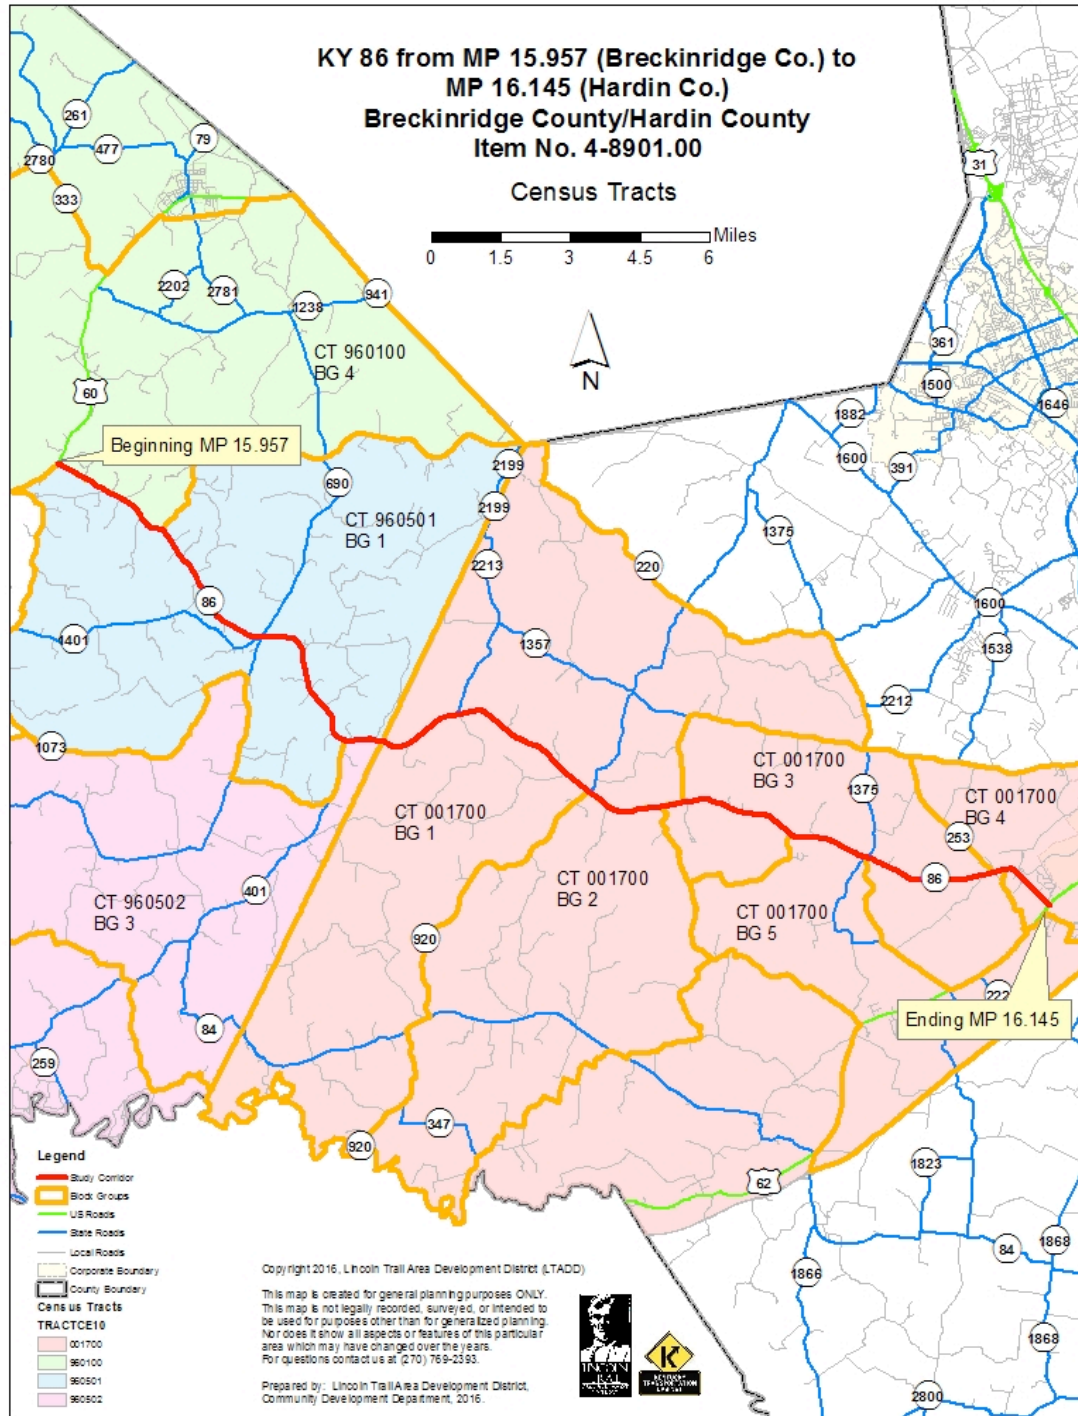 KY 86 from MP 15.957 (Breckinridge Co.) to
MP 16.145 (Hardin Co.)
Breckinridge County/Hardin County
Item No. 4-8901.00
Census Tracts
Miles
0 1.5 3 4.5 6
N
261
477
79
2780
333
31
2202
2781
1238
941
CT 960100
BG 4
60
361
1500
1646
1882
1600
391
Beginning MP 15.957
2199
690
2199
CT 960501
BG 1
1375
2213
220
86
1600
1401
1357
1538
2212
1073
CT 001700
BG 3
1375
CT 001700
BG 4
CT 001700
BG 1
253
CT 001700
BG 2
86
401
CT 960502
BG 3
CT 001700
BG 5
920
222
84
Ending MP 16.145
259
347
920
62
1823
84
1868
1866
1868
2800
Legend
Study Corridor
Block Groups
US Roads
State Roads
Local Roads
Corporate Boundary
County Boundary
Census Tracts
TRACTCE10
001700
960100
960501
960502
Copyright 2016, Lincoln Trail Area Development District (LTADD)
This map is created for general planning purposes ONLY.
This map is not legally recorded, surveyed, or intended to
be used for purposes other than for generalized planning.
Nor does it show all aspects or features of this particular
area which may have changed over the years.
For questions contact us at (270) 769-2393.
Prepared by: Lincoln Trail Area Development District,
Community Development Department, 2016.
LINCOLN
TRAIL
KENTUCKY
TRANSPORTATION
CABINET